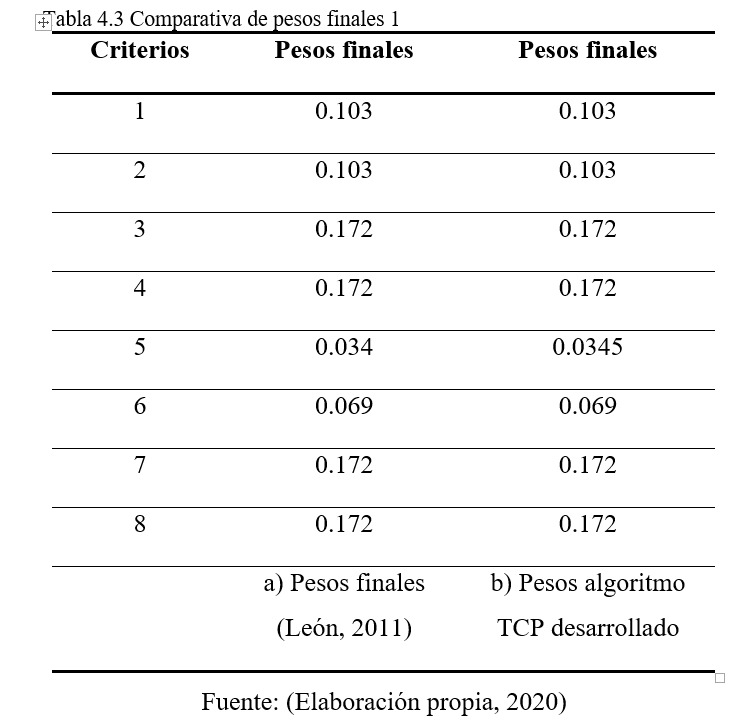 Tabla 4.3 Comparativa de pesos finales 1
Criterios Pesos finales Pesos finales
1 0.103 0.103
2 0.103 0.103
3 0.172 0.172
4 0.172 0.172
5 0.034 0.0345
6 0.069 0.069
7 0.172 0.172
8 0.172 0.172
a) Pesos finales b) Pesos algoritmo
(León, 2011) TCP desarrollado
Fuente: (Elaboración propia, 2020)